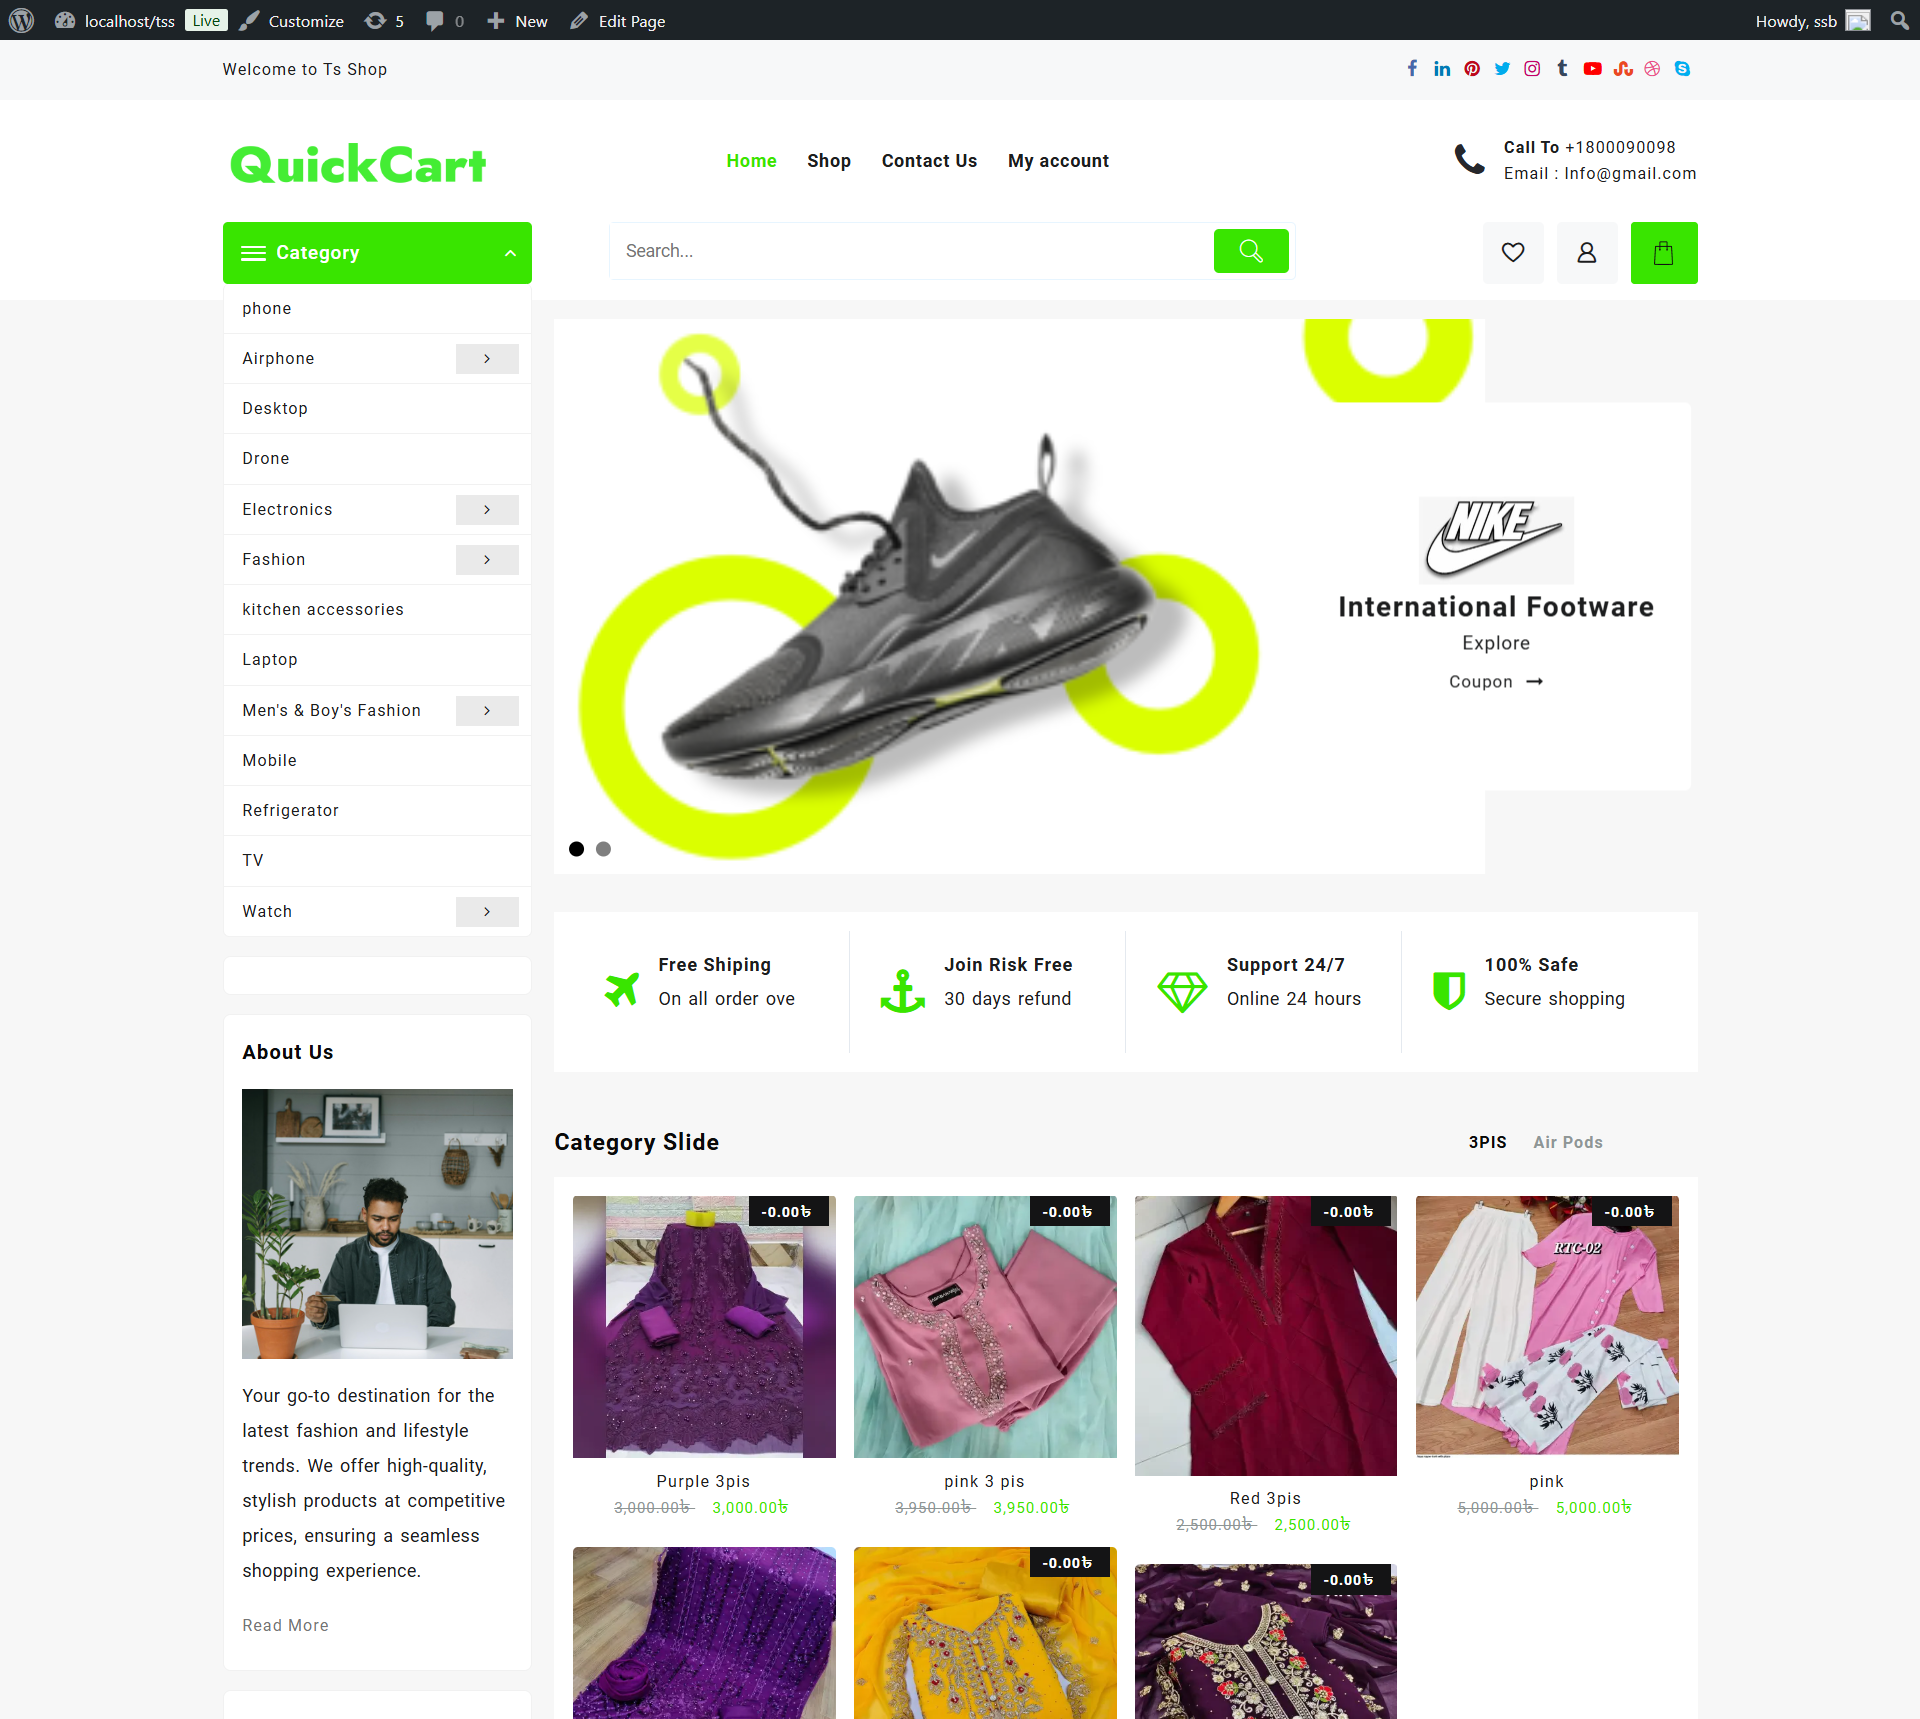 localhost/tss Live Customize 5 0 New Edit Page Howdy, ssb
Welcome to Ts Shop
QuickCart
Home Shop Contact Us My account
Call To +1800090098
Email : Info@gmail.com
Category
Search...
phone
Airphone
Desktop
Drone
Electronics
Fashion
kitchen accessories
Laptop
Men's & Boy's Fashion
Mobile
Refrigerator
TV
Watch
NIKE
International Footware
Explore
Coupon
Free Shiping
On all order ove
Join Risk Free
30 days refund
Support 24/7
Online 24 hours
100% Safe
Secure shopping
About Us
Your go-to destination for the
latest fashion and lifestyle
trends. We offer high-quality,
stylish products at competitive
prices, ensuring a seamless
shopping experience.
Read More
Category Slide
3PIS Air Pods
-0.00৳
-0.00৳
-0.00৳
-0.00৳
RTC-02
Purple 3pis
3,000.00৳ 3,000.00৳
pink 3 pis
3,950.00৳ 3,950.00৳
Red 3pis
2,500.00৳ 2,500.00৳
pink
5,000.00৳ 5,000.00৳
-0.00৳
-0.00৳